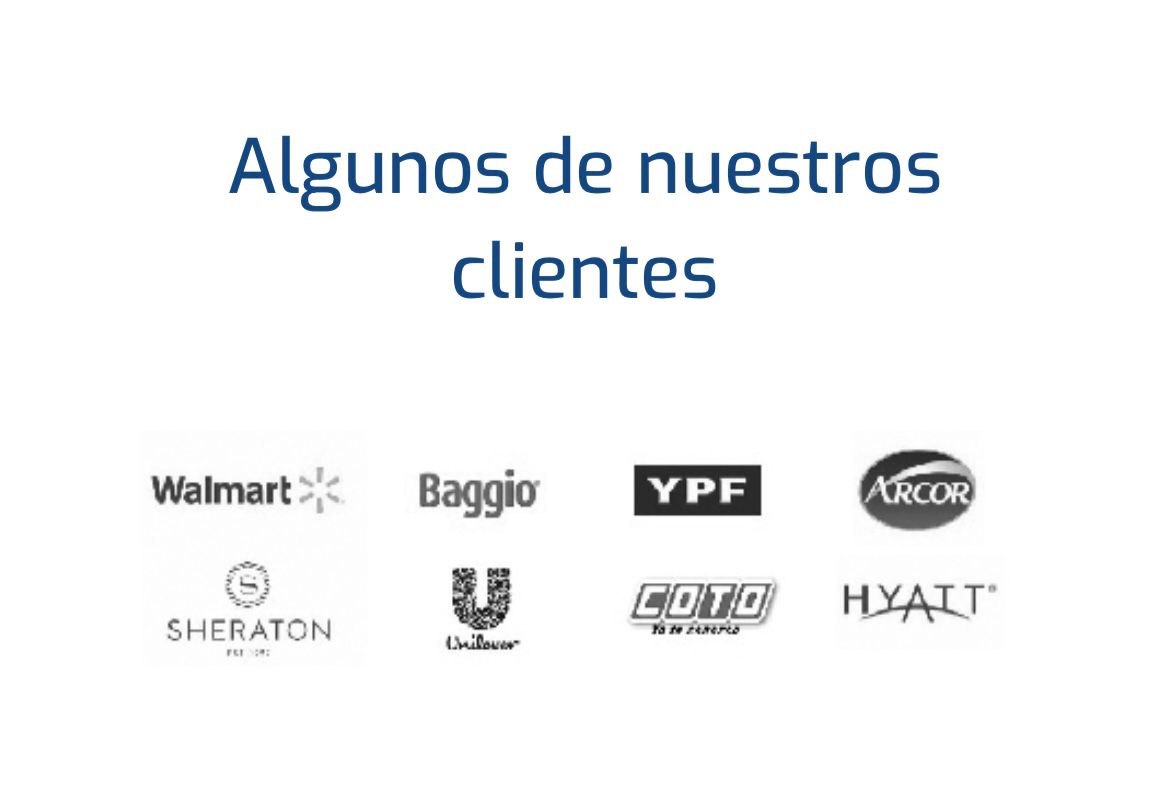 Algunos de nuestros
clientes
Walmart
Baggio
YPF
ARCOR
SHERATON
Unilever
COTO
HYATT